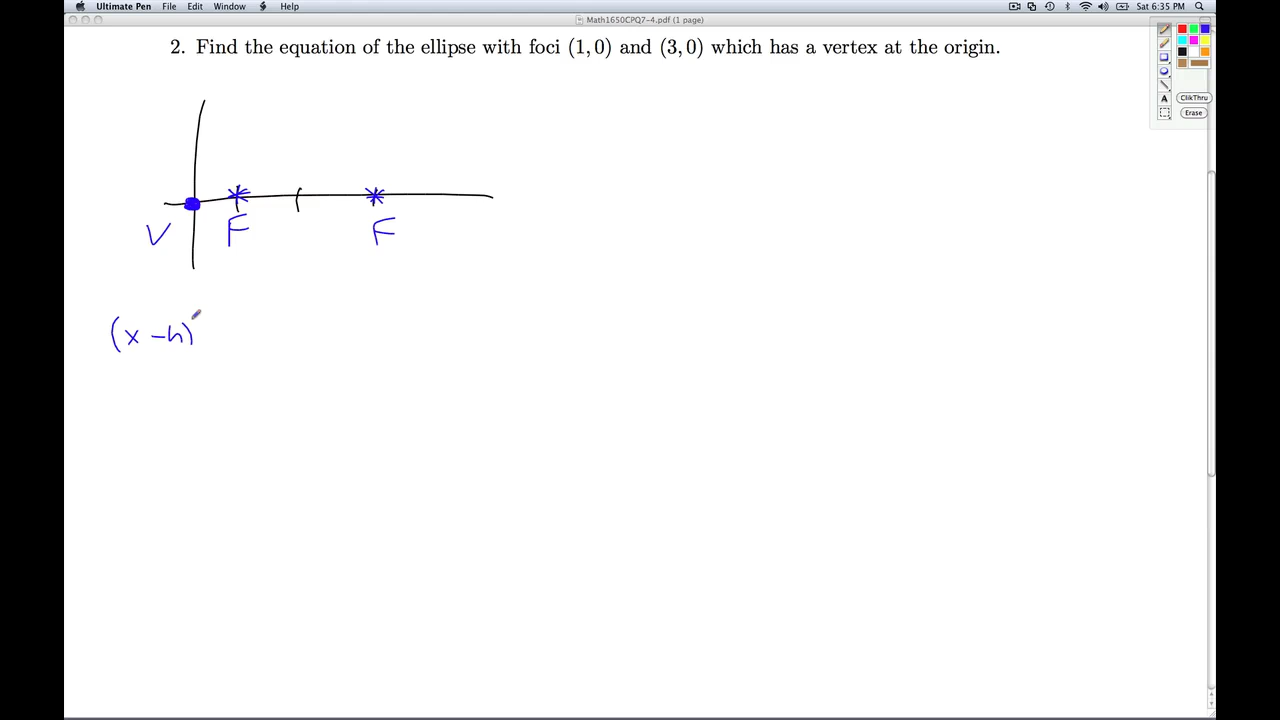 Ultimate Pen File Edit Window Help Sat 6:35 PM
Math1650CPQ7-4.pdf (1 page)
2. Find the equation of the ellipse with foci (1, 0) and (3, 0) which has a vertex at the origin.
A
ClikThru
Erase
V F F
(x - h)